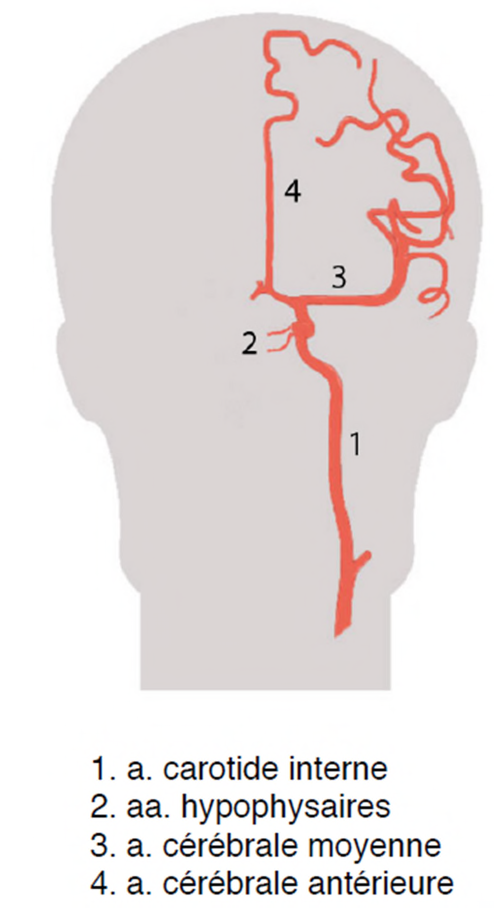 4
3
2
1
1. a. carotide interne
2. aa. hypophysaires
3. a. cérébrale moyenne
4. a. cérébrale antérieure